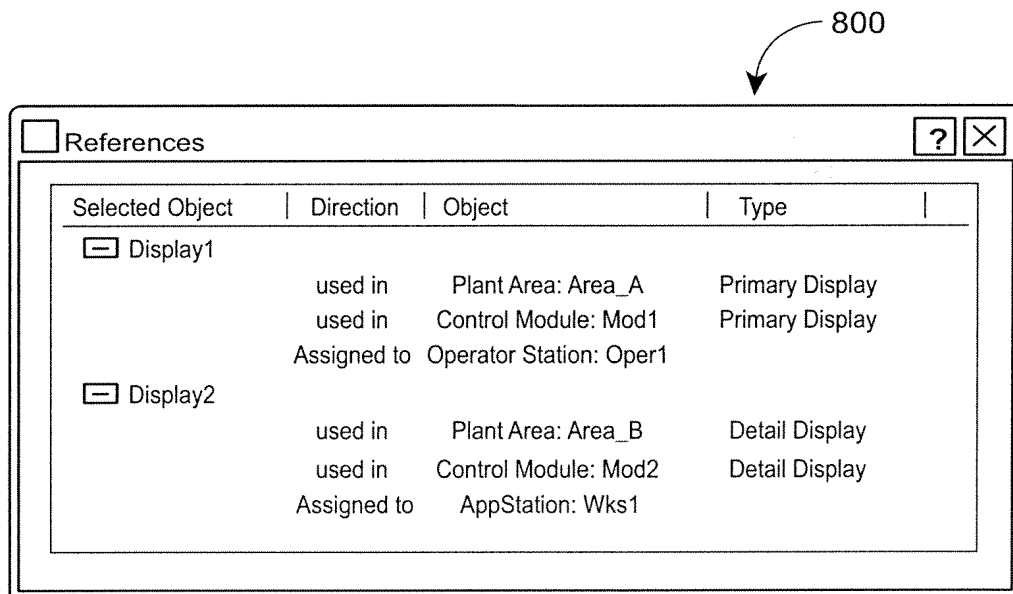 800
References ?
Selected Object | Direction | Object | Type |
Display1
used in Plant Area: Area_A Primary Display
used in Control Module: Mod1 Primary Display
Assigned to Operator Station: Oper1
Display2
used in Plant Area: Area_B Detail Display
used in Control Module: Mod2 Detail Display
Assigned to AppStation: Wks1